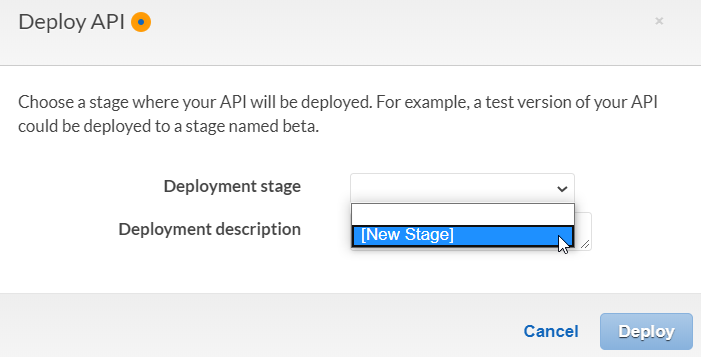 Deploy API
×
Choose a stage where your API will be deployed. For example, a test version of your API
could be deployed to a stage named beta.
Deployment stage
Deployment description
[New Stage]
Cancel
Deploy